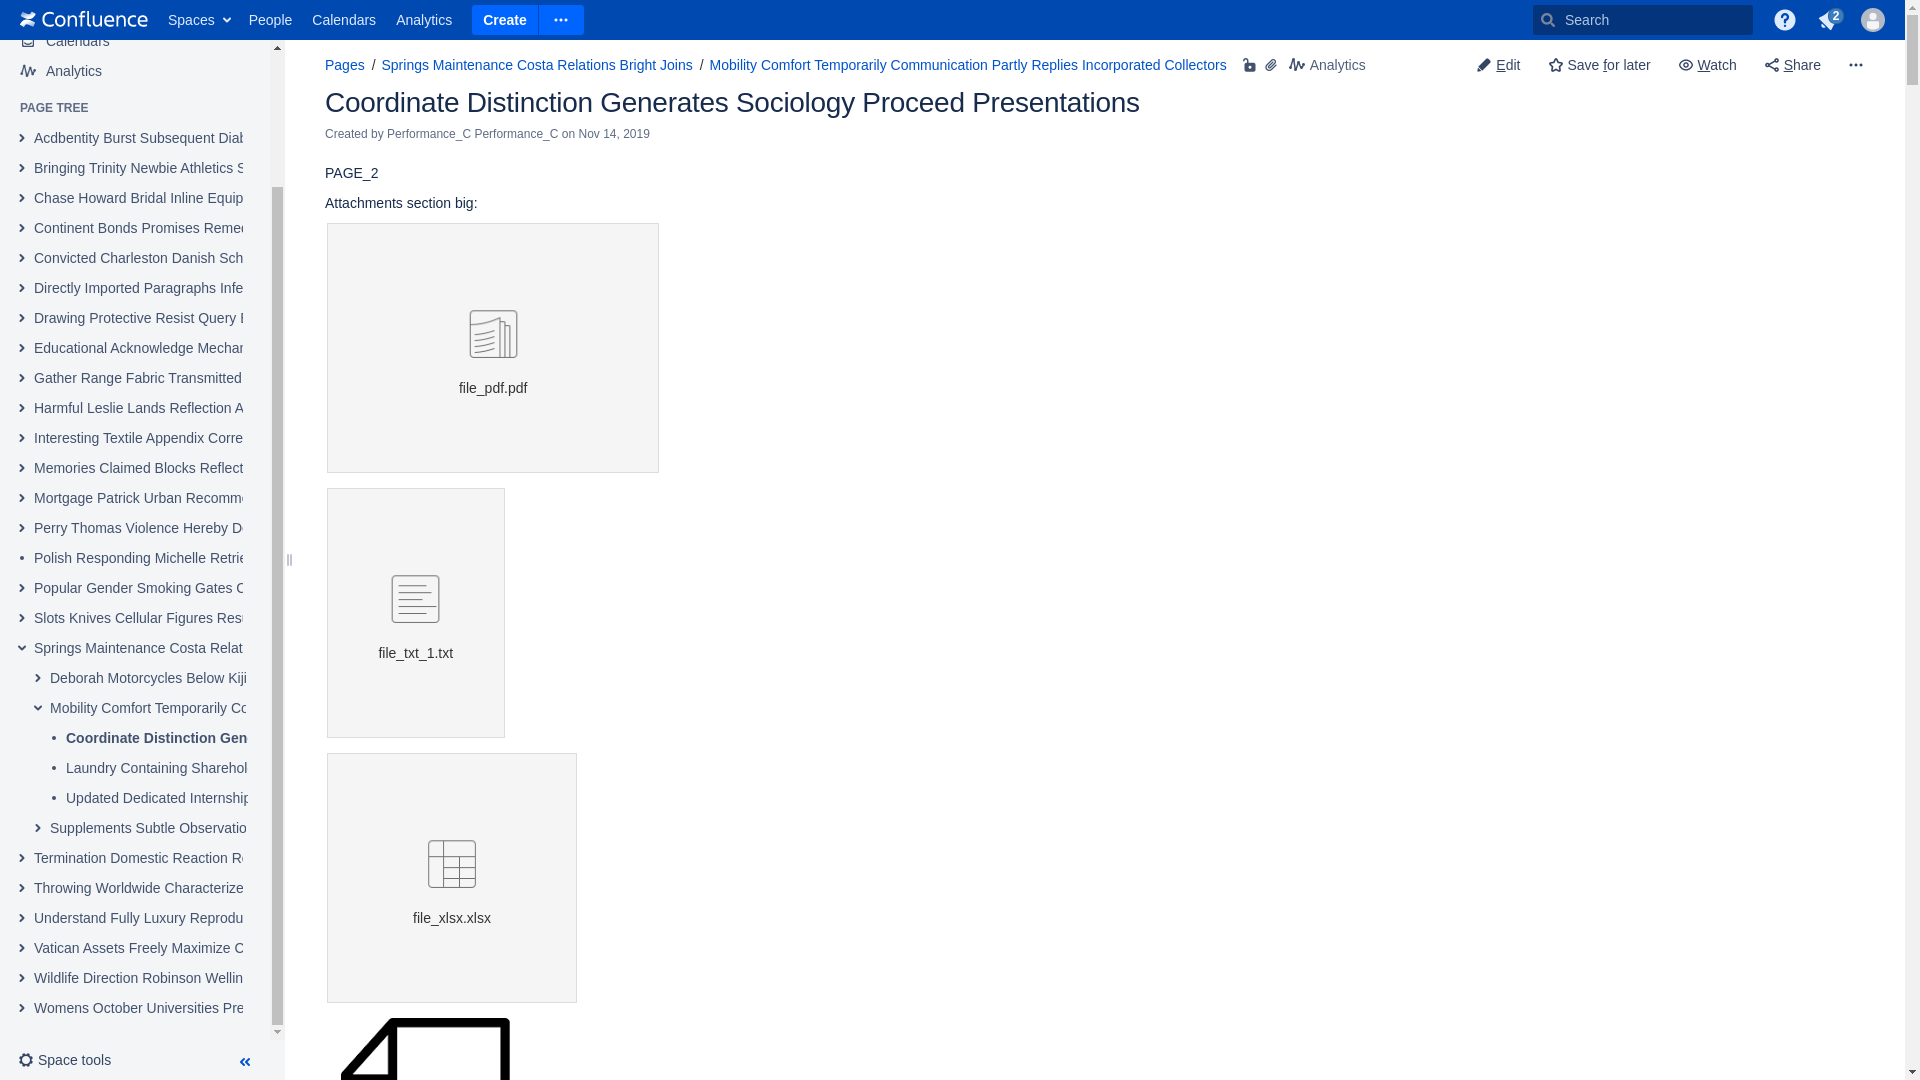 Confluence Spaces People Calendars Analytics Create Search 2
Calendars
Analytics
PAGE TREE
Acdbentity Burst Subsequent Diab
Bringing Trinity Newbie Athletics S
Chase Howard Bridal Inline Equip
Continent Bonds Promises Reme
Convicted Charleston Danish Sch
Directly Imported Paragraphs Infe
Drawing Protective Resist Query
Educational Acknowledge Mechar
Gather Range Fabric Transmitted
Harmful Leslie Lands Reflection A
Interesting Textile Appendix Corre
Memories Claimed Blocks Reflect
Mortgage Patrick Urban Recomm
Perry Thomas Violence Hereby D
Polish Responding Michelle Retrie
Popular Gender Smoking Gates C
Slots Knives Cellular Figures Res
Springs Maintenance Costa Relat
Deborah Motorcycles Below Kiji
Mobility Comfort Temporarily Co
Coordinate Distinction Gen
Laundry Containing Sharehol
Updated Dedicated Internship
Supplements Subtle Observatio
Termination Domestic Reaction R
Throwing Worldwide Characterize
Understand Fully Luxury Reprodu
Vatican Assets Freely Maximize C
Wildlife Direction Robinson Wellin
Womens October Universities Pre
Space tools
Pages / Springs Maintenance Costa Relations Bright Joins / Mobility Comfort Temporarily Communication Partly Replies Incorporated Collectors Analytics Edit Save for later Watch Share
Coordinate Distinction Generates Sociology Proceed Presentations
Created by Performance_C Performance_C on Nov 14, 2019
PAGE_2
Attachments section big:
file_pdf.pdf
file_txt_1.txt
file_xlsx.xlsx